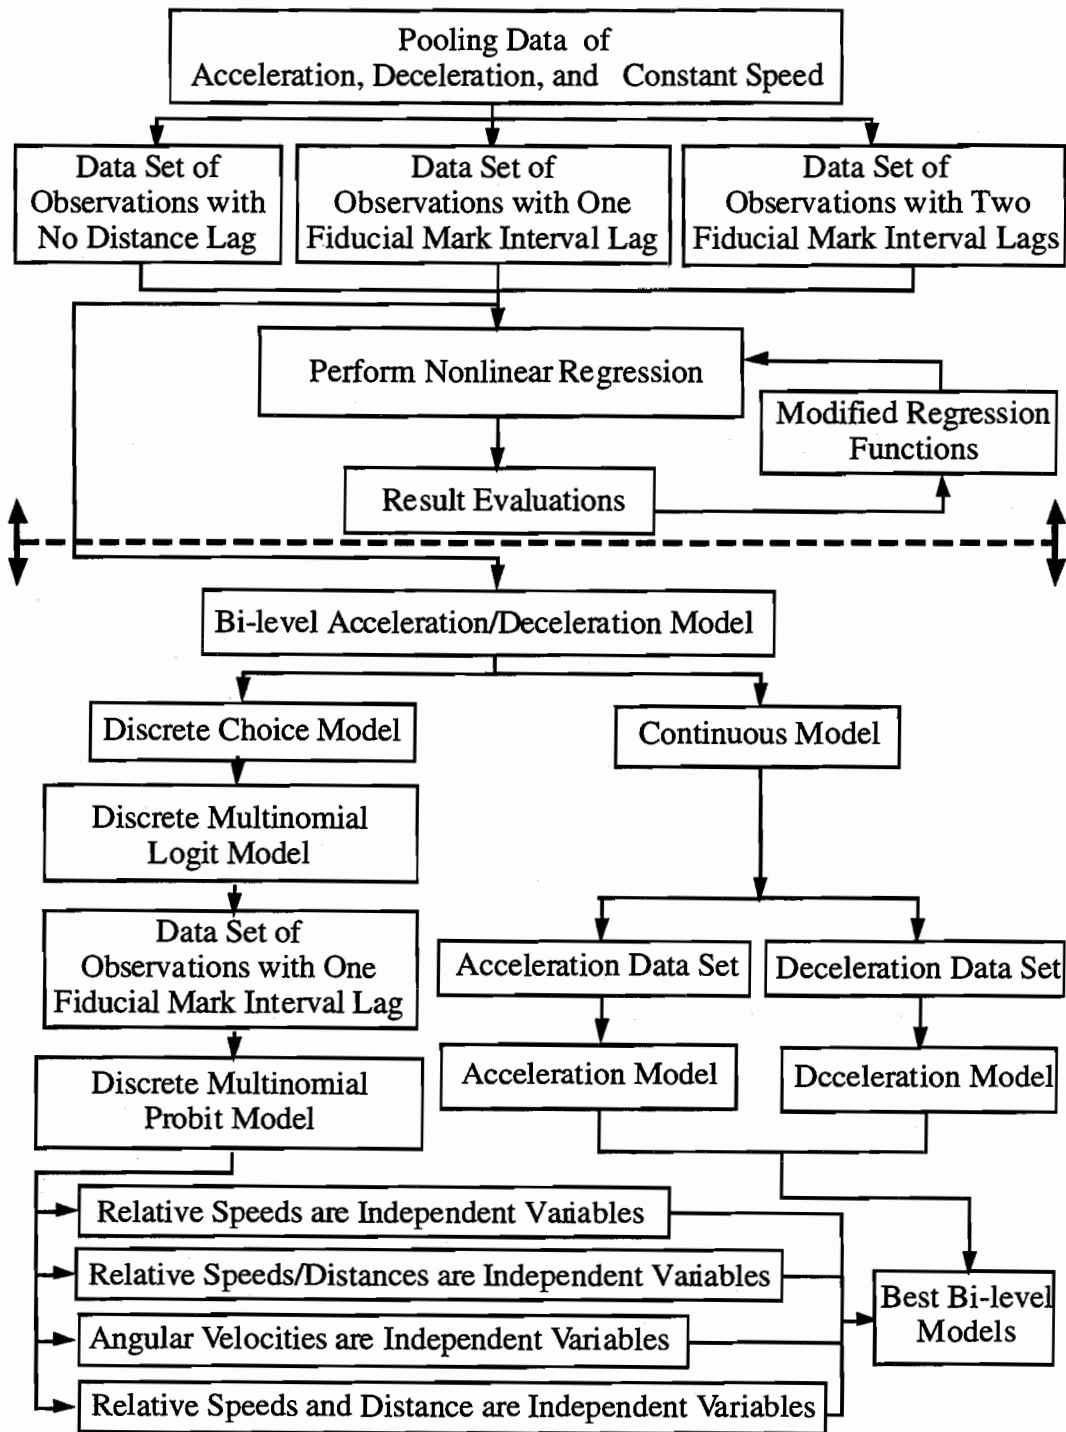 Pooling Data of
Acceleration, Deceleration, and Constant Speed
Data Set of
Observations with
No Distance Lag
Data Set of
Observations with One
Fiducial Mark Interval Lag
Data Set of
Observations with Two
Fiducial Mark Interval Lags
Perform Nonlinear Regression
Modified Regression
Functions
Result Evaluations
Bi-level Acceleration/Deceleration Model
Discrete Choice Model
Continuous Model
Discrete Multinomial
Logit Model
Data Set of
Observations with One
Fiducial Mark Interval Lag
Acceleration Data Set
Deceleration Data Set
Discrete Multinomial
Probit Model
Acceleration Model
Dcceleration Model
Relative Speeds are Independent Variables
Relative Speeds/Distances are Independent Variables
Angular Velocities are Independent Variables
Relative Speeds and Distance are Independent Variables
Best Bi-level
Models